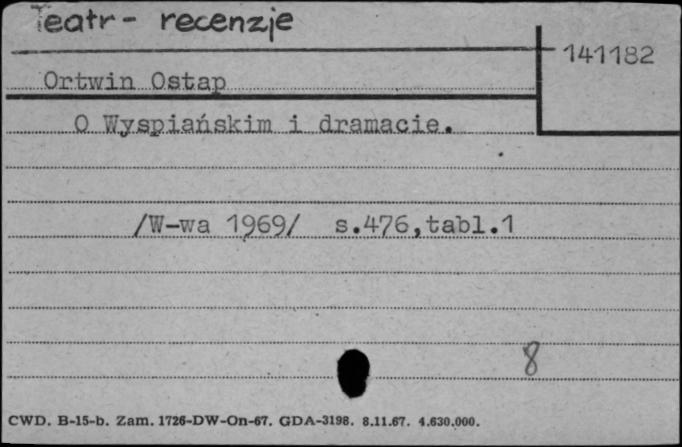 Teatr - recenzje
141182
Ortwin Ostap
O Wyspiańskim i dramacie.
/W-wa 1969/ s.476,tabl.1
8
CWD. B-15-b. Zam. 1726-DW-On-67. GDA-3198. 8.11.67. 4.630.000.